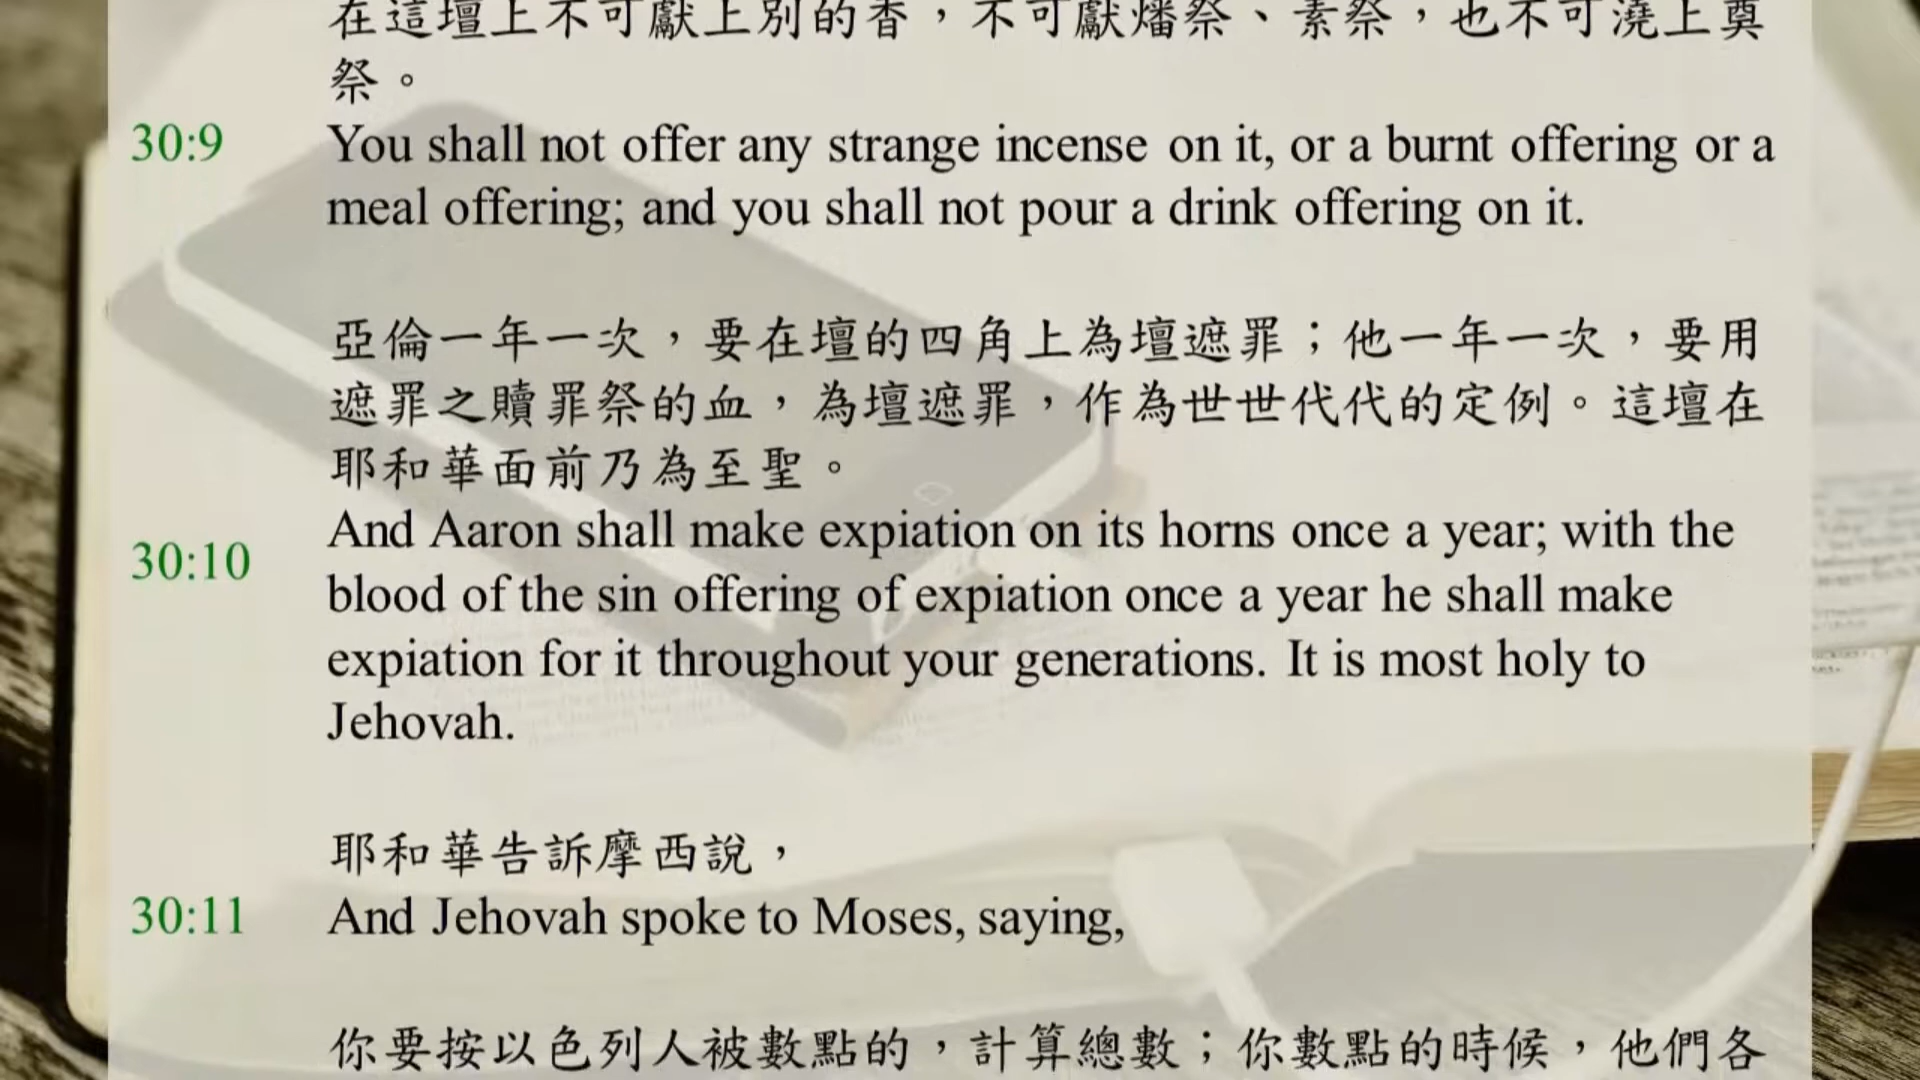 在這壇上不可獻上別的香，不可獻燔祭、素祭，也不可澆上奠
祭。
30:9 You shall not offer any strange incense on it, or a burnt offering or a
meal offering; and you shall not pour a drink offering on it.
亞倫一年一次，要在壇的四角上為壇遮罪；他一年一次，要用
遮罪之贖罪祭的血，為壇遮罪，作為世世代代的定例。這壇在
耶和華面前乃為至聖。
30:10 And Aaron shall make expiation on its horns once a year; with the
blood of the sin offering of expiation once a year he shall make
expiation for it throughout your generations. It is most holy to
Jehovah.
耶和華告訴摩西說，
30:11 And Jehovah spoke to Moses, saying,
你要按以色列人被數點的，計算總數；你數點的時候，他們各